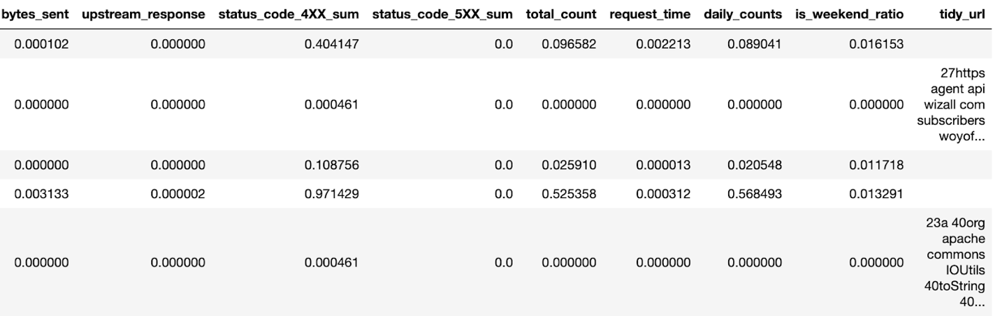 bytes_sent upstream_response status_code_4XX_sum status_code_5XX_sum total_count request_time daily_counts is_weekend_ratio tidy_url
0.000102 0.000000 0.404147 0.0 0.096582 0.002213 0.089041 0.016153
27https
agent api
0.000000 0.000000 0.000461 0.0 0.000000 0.000000 0.000000 0.000000 wizall com
subscribers
woyof...
0.000000 0.000000 0.108756 0.0 0.025910 0.000013 0.020548 0.011718
0.003133 0.000002 0.971429 0.0 0.525358 0.000312 0.568493 0.013291
23a 40org
apache
0.000000 0.000000 0.000461 0.0 0.000000 0.000000 0.000000 0.000000 commons
IOUtils
40toString
40...